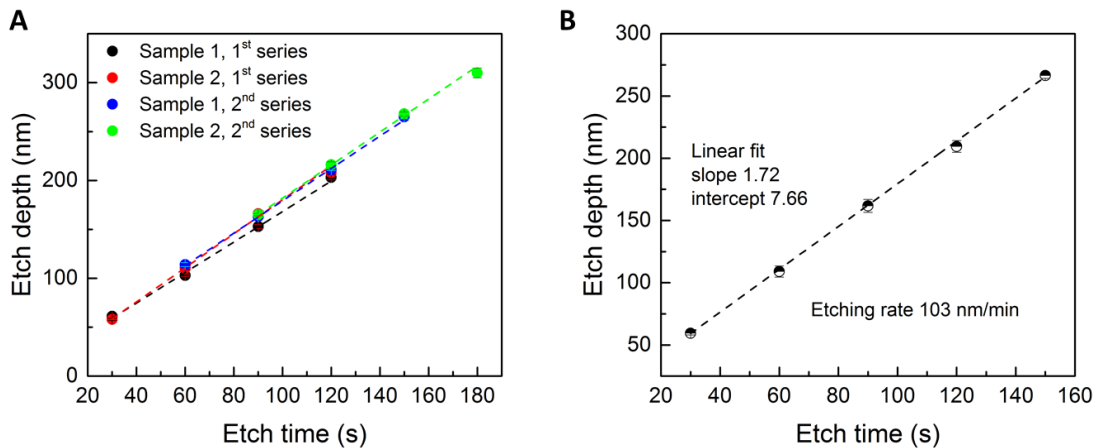 A
Sample 1, 1st series
Sample 2, 1st series
Sample 1, 2nd series
Sample 2, 2nd series
Etch depth (nm)
300
200
100
0
20 40 60 80 100 120 140 160 180
Etch time (s)
B
Etch depth (nm)
300
250
200
150
100
50
Linear fit
slope 1.72
intercept 7.66
Etching rate 103 nm/min
20 40 60 80 100 120 140 160
Etch time (s)